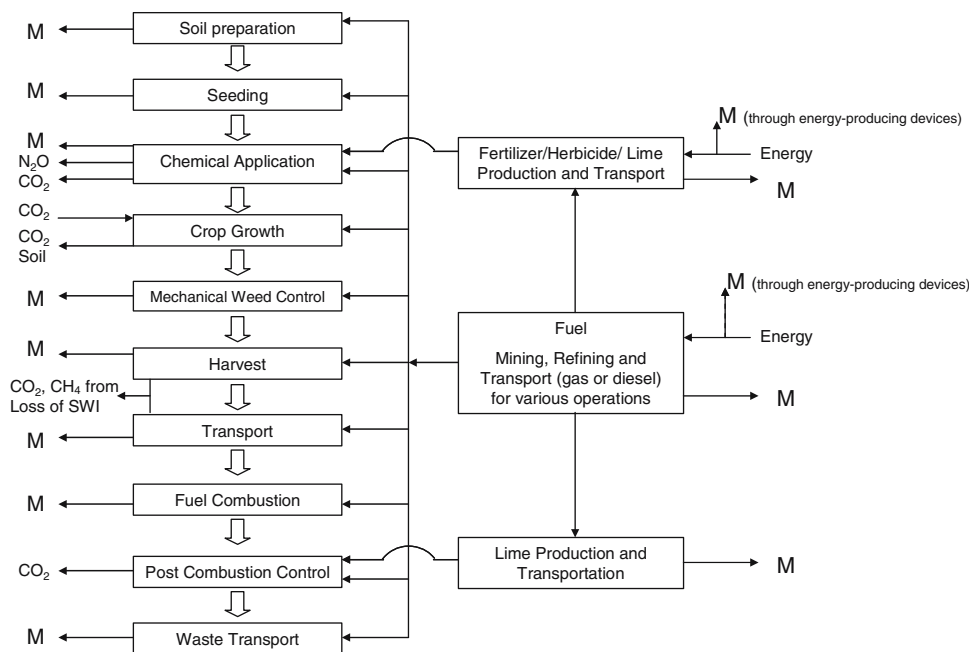 M
Soil preparation
M
Seeding
M
N₂O
CO₂
Chemical Application
CO₂
CO₂
Soil
Crop Growth
M
Mechanical Weed Control
M
Harvest
CO₂, CH₄ from
Loss of SWI
M
Transport
M
Fuel Combustion
CO₂
Post Combustion Control
M
Waste Transport
M (through energy-producing devices)
Fertilizer/Herbicide/ Lime
Production and Transport
Energy
M
M (through energy-producing devices)
Fuel
Mining, Refining and
Transport (gas or diesel)
for various operations
Energy
M
Lime Production and
Transportation
M